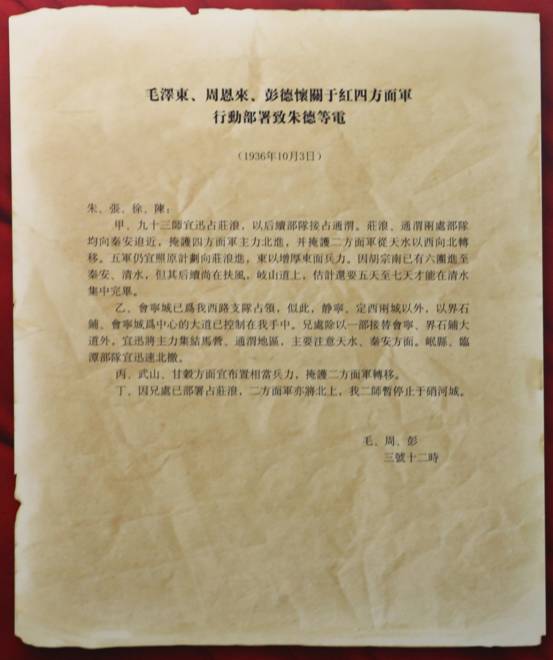 毛澤東、周恩來、彭德懷關于紅四方面軍
行動部署致朱德等電
（1936年10月3日）
朱、張、徐、陳：
甲、九十三師宜迅占莊浪，以后續部隊接占通渭。莊浪、通渭兩處部隊
均向秦安迫近，掩護四方面軍主力北進，并掩護二方面軍從天水以西向北轉
移。五軍仍宜照原計劃向莊浪進，東以增厚東面兵力。因胡宗南已有六團進至
秦安、清水，但其后續尚在扶風，岐山道上，估計還要五天至七天才能在清水
集中完畢。
乙、會寧城已爲我西路支隊占領，似此，静寧、定西兩城以外，以界石
鋪、會寧城爲中心的大道已控制在我手中。兄處除以一部接替會寧、界石鋪大
道外，宜迅將主力集結馬營、通渭地區，主要注意天水、秦安方面。岷縣、臨
潭部隊宜迅速北撤。
丙、武山、甘穀方面宜布置相當兵力，掩護二方面軍轉移。
丁、因兄處已部署占莊浪，二方面軍亦將北上，我二師暫停止于硝河城。
毛、周、彭
三號十二時